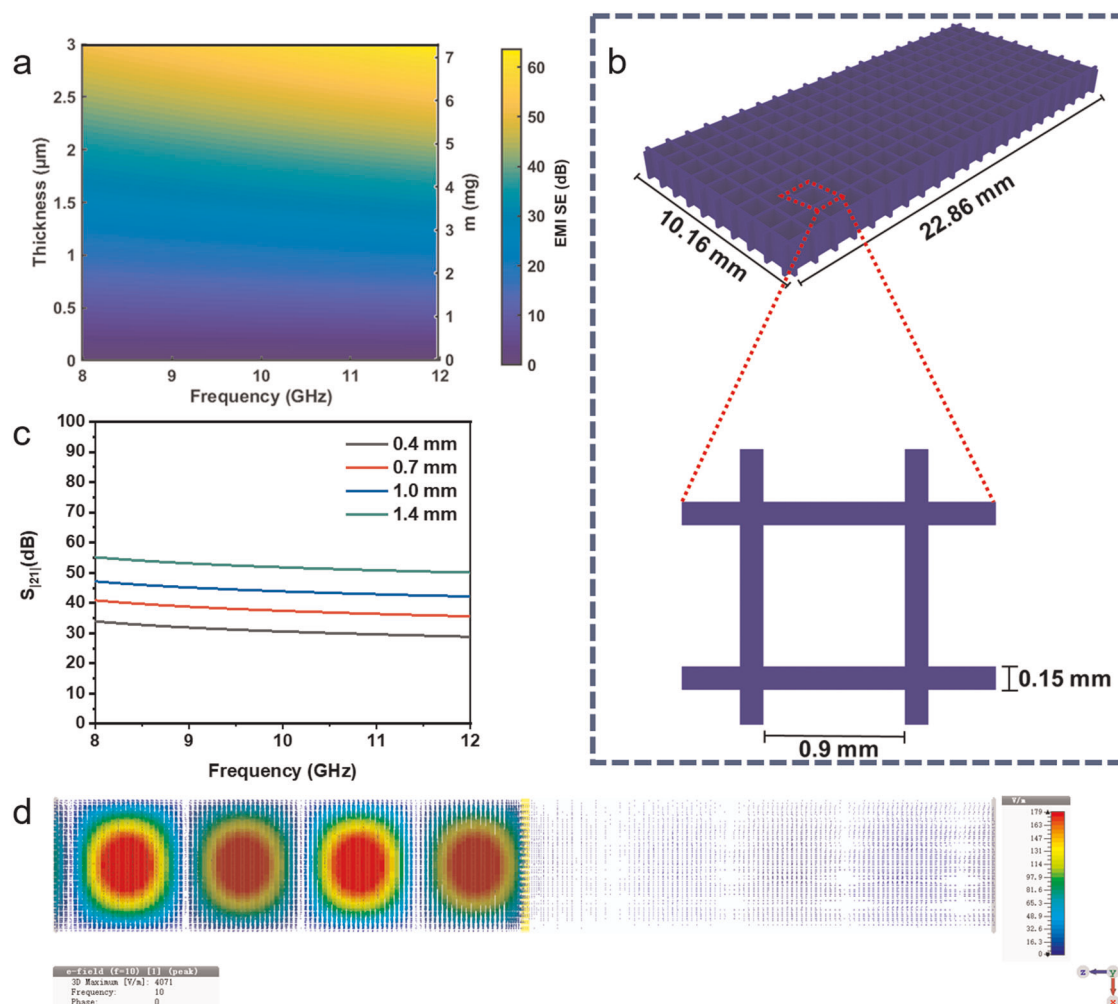 a
3
2.5
2
1.5
1
0.5
0
Thickness (μm)
8
9
10
11
12
Frequency (GHz)
7
6
5
4
3
2
1
0
m (mg)
60
50
40
30
20
10
0
EMI SE (dB)
b
10.16 mm
22.86 mm
0.15 mm
0.9 mm
c
100
90
80
70
60
50
40
30
20
10
0
S|21|(dB)
0.4 mm
0.7 mm
1.0 mm
1.4 mm
8
9
10
11
12
Frequency (GHz)
d
V/m
179
163
147
131
114
97.9
81.6
65.3
48.9
32.6
16.3
0
e-field (f=10) [1] (peak)
3D Maximum [V/m]: 4071
Frequency: 10
Phase: 0
z
Y
x